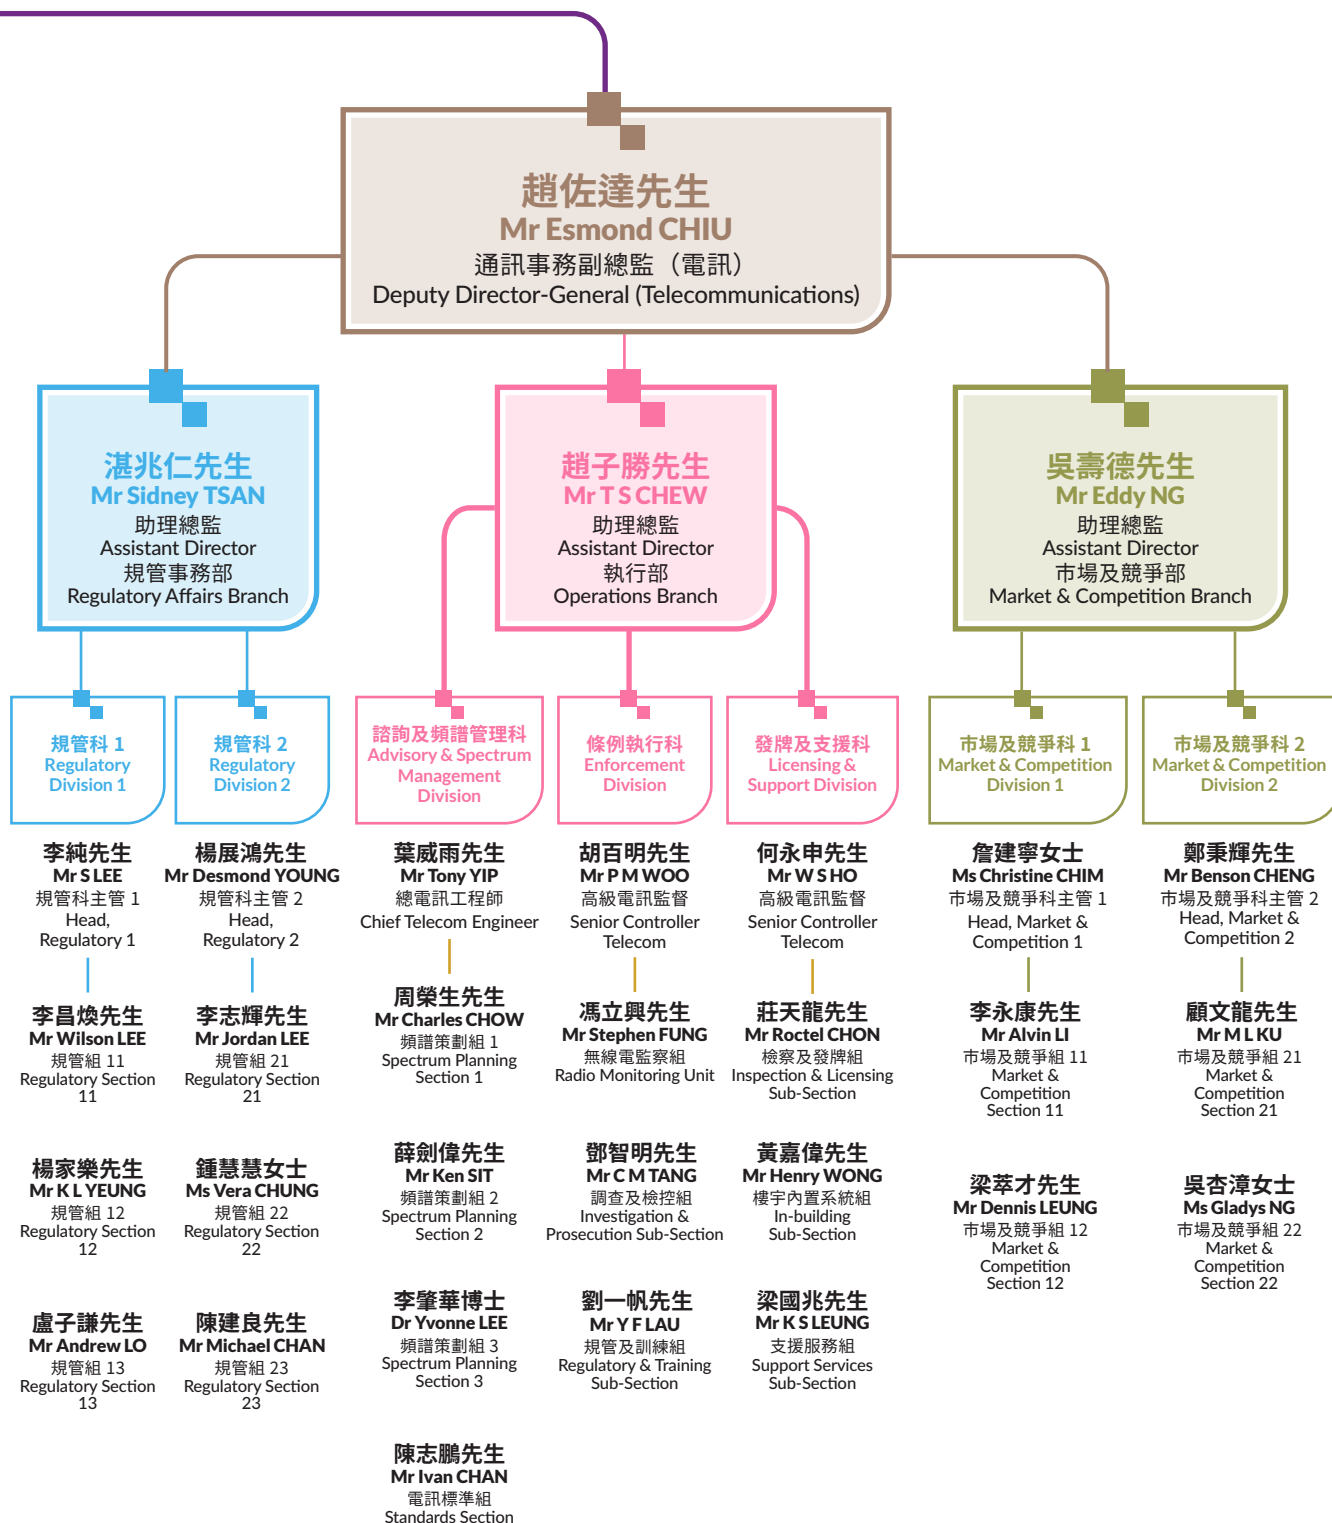 趙佐達先生
Mr Esmond CHIU
通訊事務副總監（電訊）
Deputy Director-General (Telecommunications)
湛兆仁先生
Mr Sidney TSAN
助理總監
Assistant Director
規管事務部
Regulatory Affairs Branch
趙子勝先生
Mr T S CHEW
助理總監
Assistant Director
執行部
Operations Branch
吳壽德先生
Mr Eddy NG
助理總監
Assistant Director
市場及競爭部
Market & Competition Branch
規管科 1
Regulatory
Division 1
李純先生
Mr S LEE
規管科主管 1
Head,
Regulatory 1
李昌煥先生
Mr Wilson LEE
規管組 11
Regulatory Section
11
楊家樂先生
Mr K L YEUNG
規管組 12
Regulatory Section
12
盧子謙先生
Mr Andrew LO
規管組 13
Regulatory Section
13
規管科 2
Regulatory
Division 2
楊展鴻先生
Mr Desmond YOUNG
規管科主管 2
Head,
Regulatory 2
李志輝先生
Mr Jordan LEE
規管組 21
Regulatory Section
21
鍾慧慧女士
Ms Vera CHUNG
規管組 22
Regulatory Section
22
陳建良先生
Mr Michael CHAN
規管組 23
Regulatory Section
23
諮詢及頻譜管理科
Advisory & Spectrum
Management
Division
葉威雨先生
Mr Tony YIP
總電訊工程師
Chief Telecom Engineer
周榮生先生
Mr Charles CHOW
頻譜策劃組 1
Spectrum Planning
Section 1
薛劍偉先生
Mr Ken SIT
頻譜策劃組 2
Spectrum Planning
Section 2
李肇華博士
Dr Yvonne LEE
頻譜策劃組 3
Spectrum Planning
Section 3
陳志鵬先生
Mr Ivan CHAN
電訊標準組
Standards Section
條例執行科
Enforcement
Division
胡百明先生
Mr P M WOO
高級電訊監督
Senior Controller
Telecom
馮立興先生
Mr Stephen FUNG
無線電監察組
Radio Monitoring Unit
鄧智明先生
Mr C M TANG
調查及檢控組
Investigation &
Prosecution Sub-Section
劉一帆先生
Mr Y F LAU
規管及訓練組
Regulatory & Training
Sub-Section
發牌及支援科
Licensing &
Support Division
何永申先生
Mr W S HO
高級電訊監督
Senior Controller
Telecom
莊天龍先生
Mr Roctel CHON
檢察及發牌組
Inspection & Licensing
Sub-Section
黃嘉偉先生
Mr Henry WONG
樓宇內置系統組
In-building
Sub-Section
梁國兆先生
Mr K S LEUNG
支援服務組
Support Services
Sub-Section
市場及競爭科 1
Market & Competition
Division 1
詹建寧女士
Ms Christine CHIM
市場及競爭科主管 1
Head, Market &
Competition 1
李永康先生
Mr Alvin LI
市場及競爭組 11
Market &
Competition
Section 11
梁萃才先生
Mr Dennis LEUNG
市場及競爭組 12
Market &
Competition
Section 12
市場及競爭科 2
Market & Competition
Division 2
鄭秉輝先生
Mr Benson CHENG
市場及競爭科主管 2
Head, Market &
Competition 2
顧文龍先生
Mr M L KU
市場及競爭組 21
Market &
Competition
Section 21
吳杏漳女士
Ms Gladys NG
市場及競爭組 22
Market &
Competition
Section 22